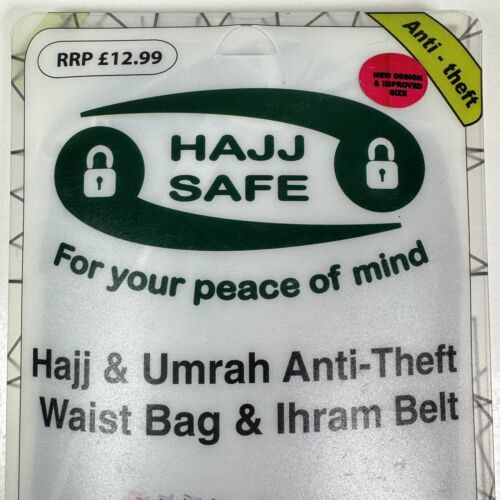 RRP £12.99
Anti - theft
NEW DESIGN
& IMPROVED
SIZE
HAJJ
SAFE
For your peace of mind
Hajj & Umrah Anti-Theft
Waist Bag & Ihram Belt